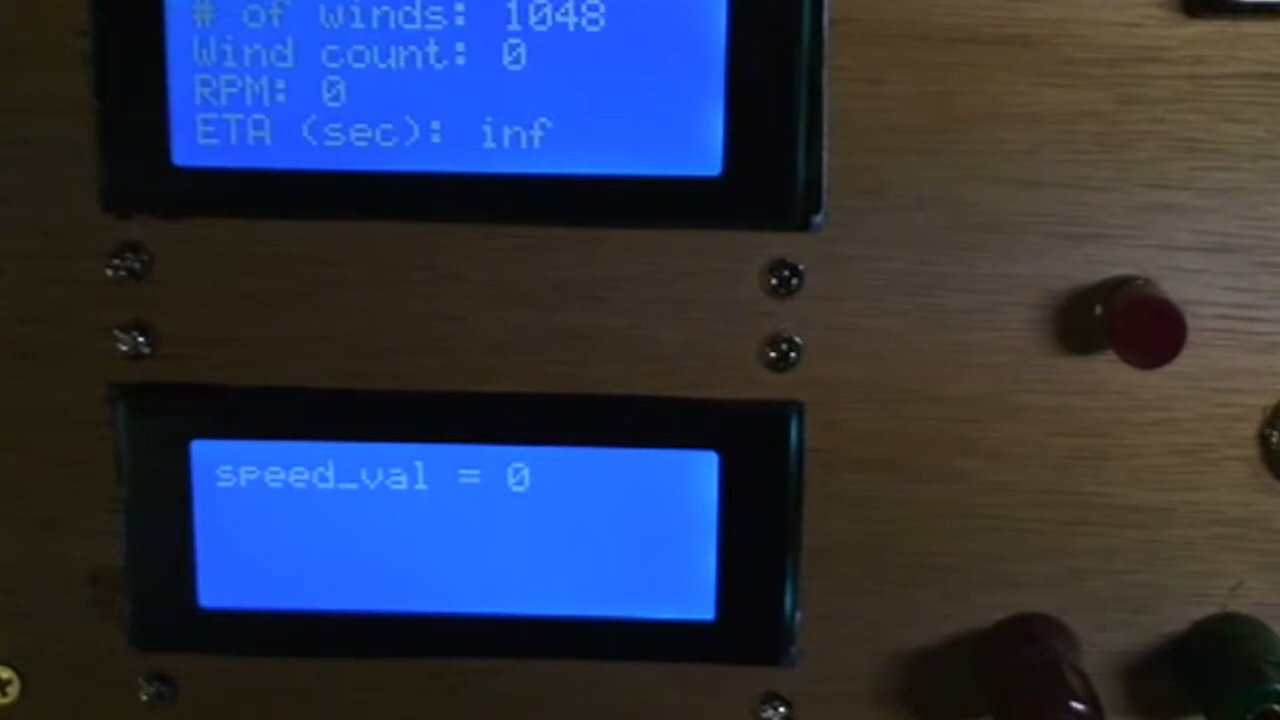 # of winds: 1048
Wind count: 0
RPM: 0
ETA (sec): inf
speed_val = 0